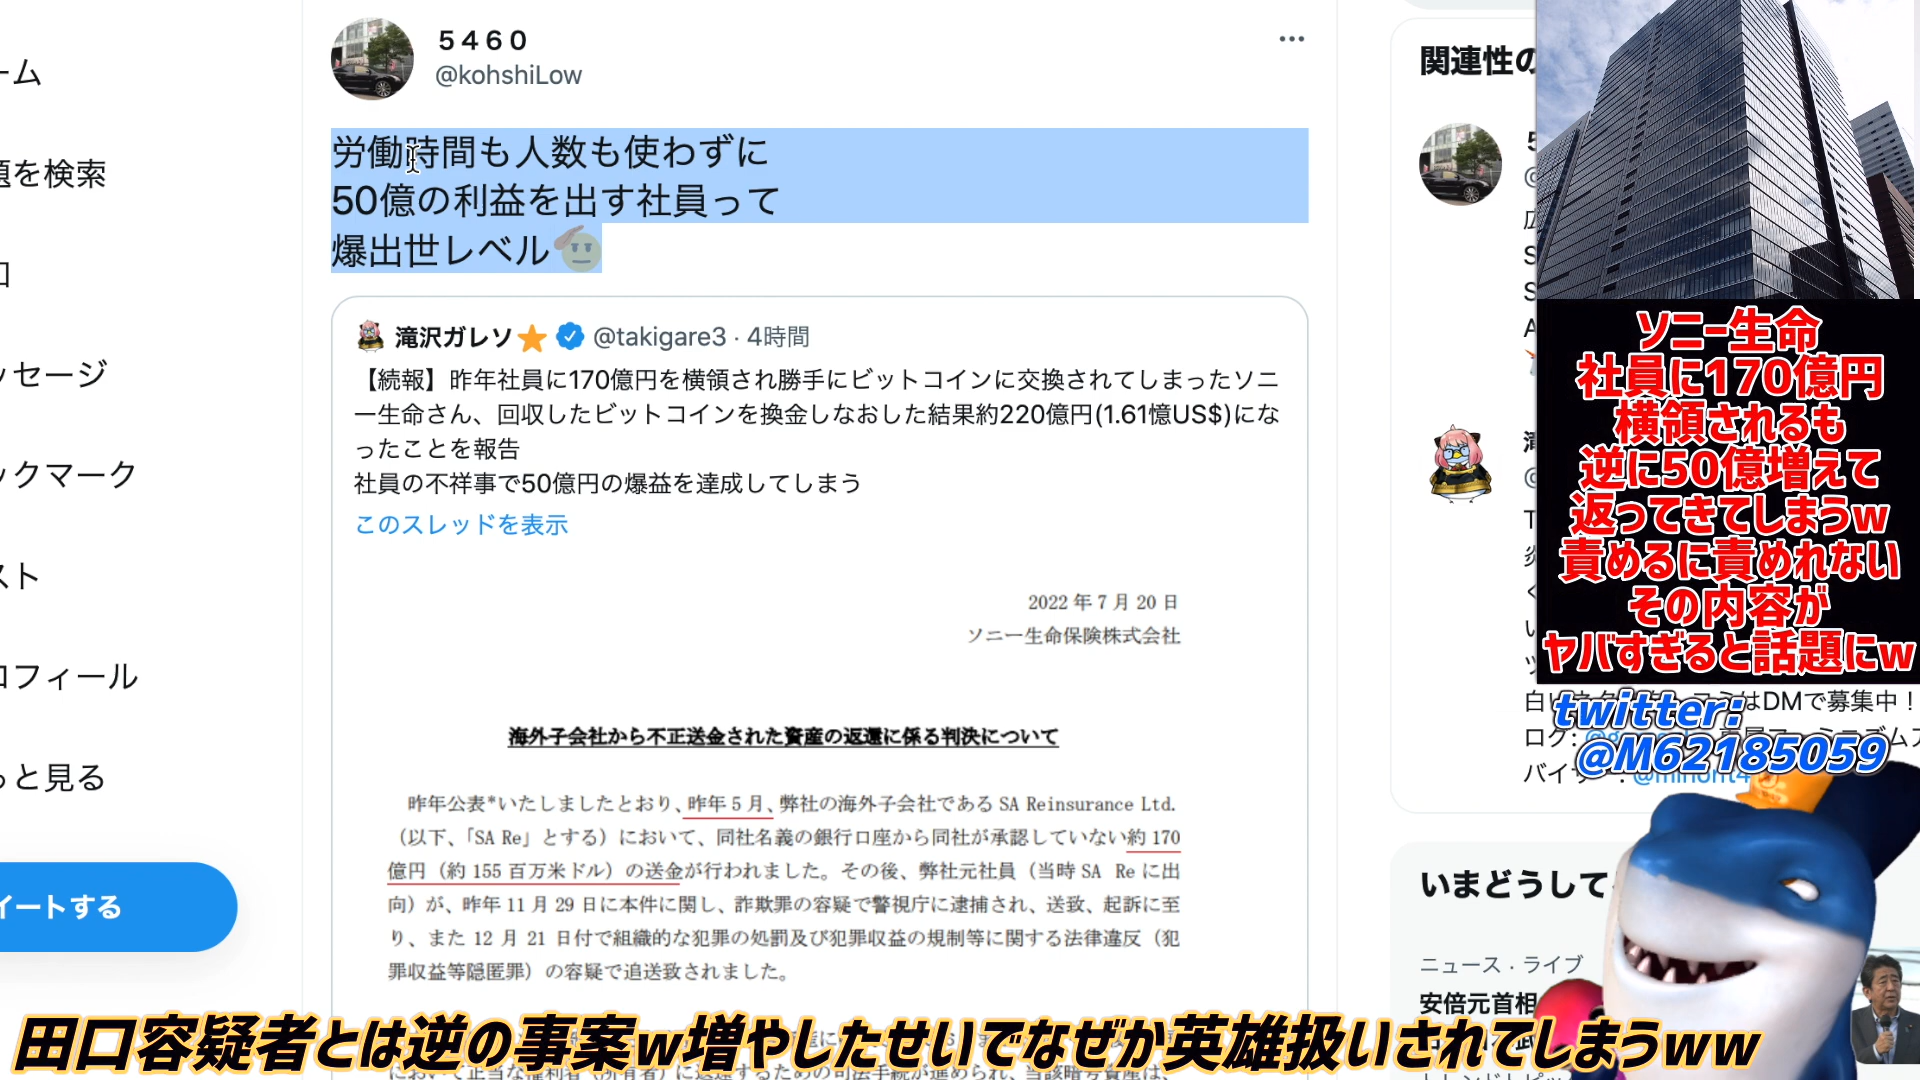 ーム
題を検索
ッセージ
ックマーク
スト
ロフィール
っと見る
イートする
5460
@kohshiLow
労働時間も人数も使わずに
50億の利益を出す社員って
爆出世レベル🫡
滝沢ガレソ⭐ @takigare3 · 4時間
【続報】昨年社員に170億円を横領され勝手にビットコインに交換されてしまったソニ
ー生命さん、回収したビットコインを換金しなおした結果約220億円(1.61憶US$)にな
ったことを報告
社員の不祥事で50億円の爆益を達成してしまう
このスレッドを表示
2022 年 7 月 20 日
ソニー生命保険株式会社
海外子会社から不正送金された資産の返還に係る判決について
昨年公表*いたしましたとおり、昨年 5 月、弊社の海外子会社である SA Reinsurance Ltd.
（以下、「SA Re」とする）において、同社名義の銀行口座から同社が承認していない約 170
億円（約 155 百万米ドル）の送金が行われました。その後、弊社元社員（当時 SA Re に出
向）が、昨年 11 月 29 日に本件に関し、詐欺罪の容疑で警視庁に逮捕され、送致、起訴に至
り、また 12 月 21 日付で組織的な犯罪の処罰及び犯罪収益の規制等に関する法律違反（犯
罪収益等隠匿罪）の容疑で追送致されました。
関連性の
ソニー生命
社員に170億円
横領されるも
逆に50億増えて
返ってきてしまうw
責めるに責めれない
その内容が
ヤバすぎると話題にw
はDMで募集中！
twitter:
@M62185059
いまどうして
ニュース · ライブ
安倍元首相
田口容疑者とは逆の事案w増やしたせいでなぜか英雄扱いされてしまうww